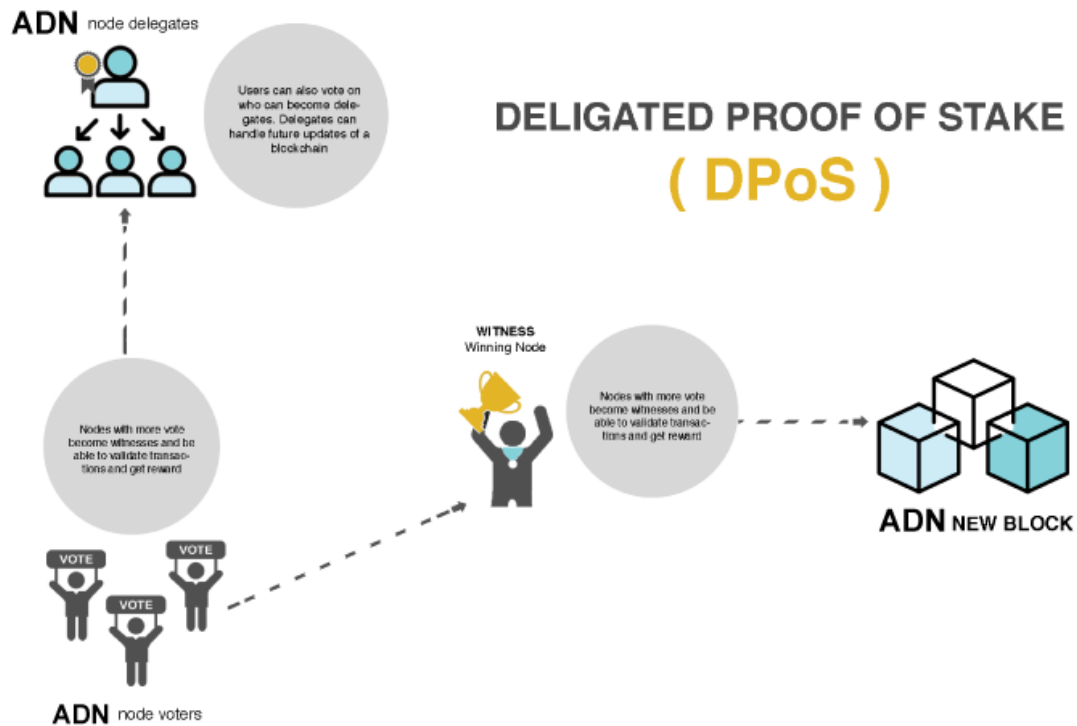 ADN node delegates
Users can also vote on
who can become dele-
gates. Delegates can
handle future updates of a
blockchain
DELIGATED PROOF OF STAKE
( DPoS )
WITNESS
Winning Node
Nodes with more vote
become witnesses and be
able to validate transac-
tions and get reward
Nodes with more vote
become witnesses and be
able to validate transac-
tions and get reward
ADN NEW BLOCK
VOTE
VOTE
VOTE
ADN node voters